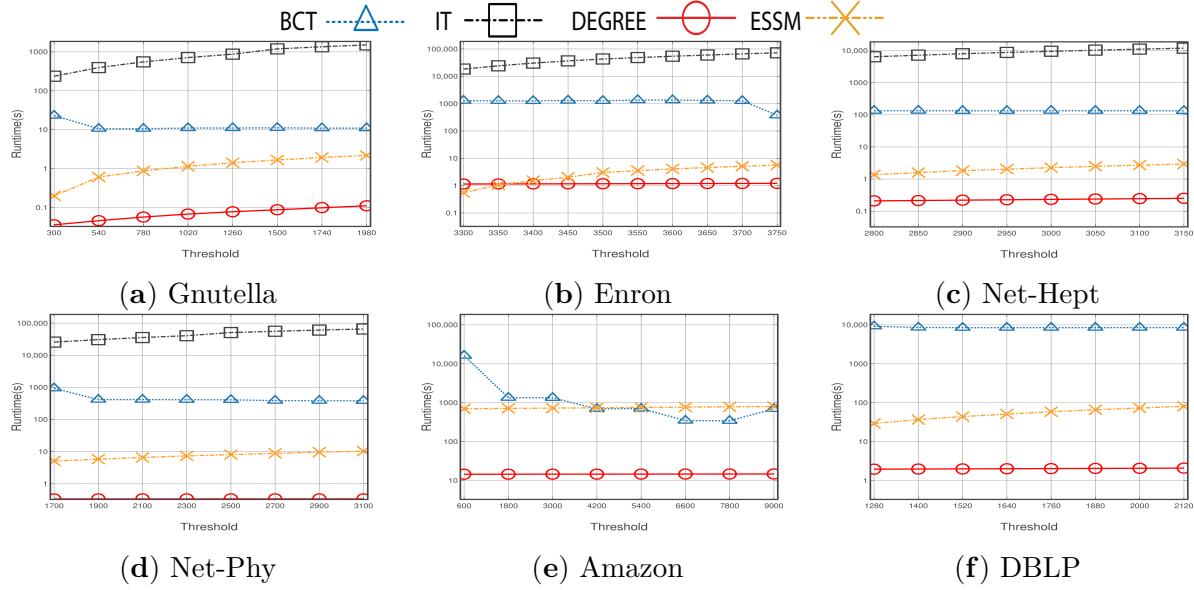 BCT IT DEGREE ESSM
1000
100
10
1
0.1
Runtime(s)
300 540 780 1020 1260 1500 1740 1980
Threshold
(a) Gnutella
100,000
10,000
1000
100
10
1
0.1
Runtime(s)
3300 3350 3400 3450 3500 3550 3600 3650 3700 3750
Threshold
(b) Enron
10,000
1000
100
10
1
0.1
Runtime(s)
2800 2850 2900 2950 3000 3050 3100 3150
Threshold
(c) Net-Hept
100,000
10,000
1000
100
10
1
Runtime(s)
1700 1900 2100 2300 2500 2700 2900 3100
Threshold
(d) Net-Phy
100,000
10,000
1000
100
10
Runtime(s)
600 1800 3000 4200 5400 6600 7800 9000
Threshold
(e) Amazon
10,000
1000
100
10
1
Runtime(s)
1280 1400 1520 1640 1760 1880 2000 2120
Threshold
(f) DBLP